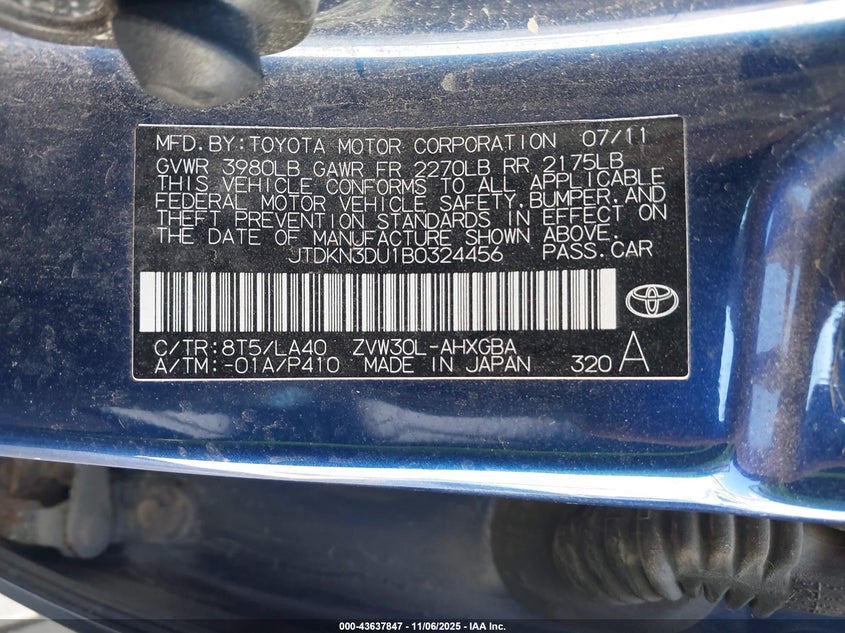 MFD.BY:TOYOTA MOTOR CORPORATION 07/11
GVWR 3980LB GAWR FR 2270LB RR 2175LB
THIS VEHICLE CONFORMS TO ALL APPLICABLE
FEDERAL MOTOR VEHICLE SAFETY,BUMPER,AND
THEFT PREVENTION STANDARDS IN EFFECT ON
THE DATE OF MANUFACTURE SHOWN ABOVE.
JTDKN3DU1B0324456 PASS.CAR
C/TR:8T5/LA40 ZVW30L-AHXGBA
A/TM:-01A/P410 MADE IN JAPAN 320 A
000-43637847 - 11/06/2025 - IAA Inc.